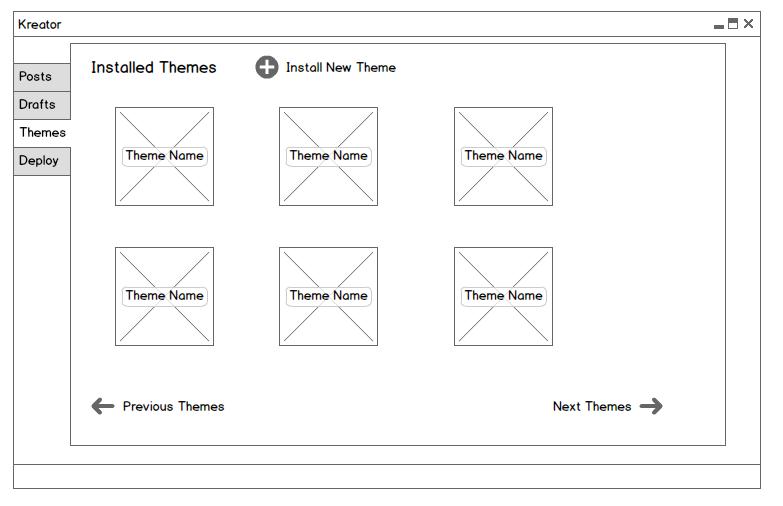 Kreator
Posts
Drafts
Themes
Deploy
Installed Themes
Install New Theme
Theme Name
Theme Name
Theme Name
Theme Name
Theme Name
Theme Name
Previous Themes
Next Themes